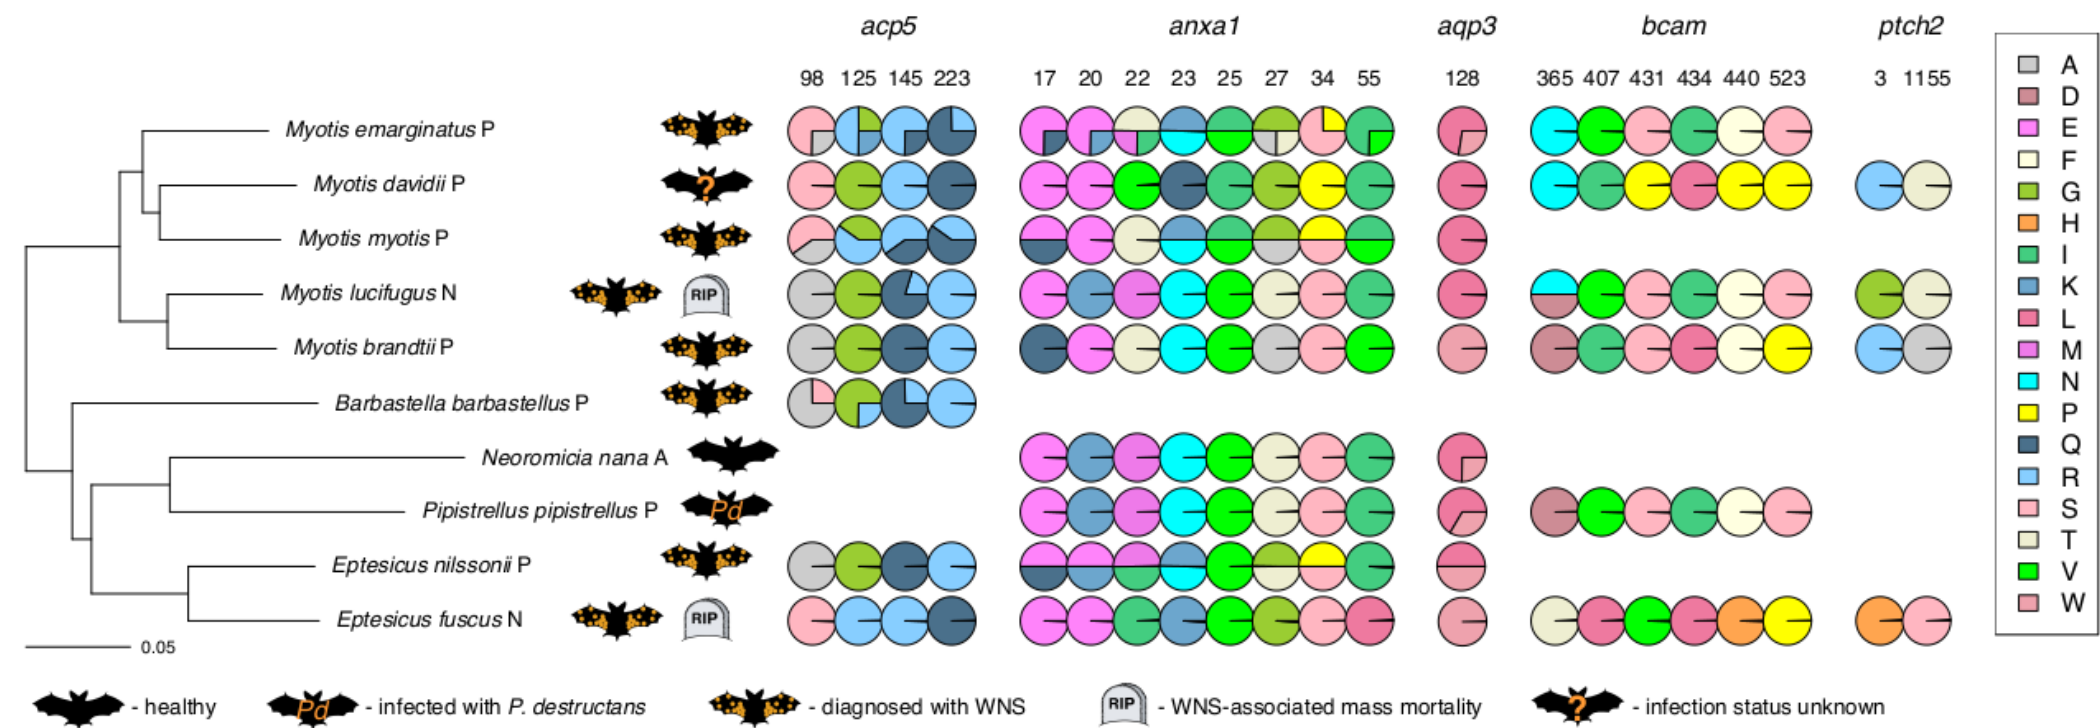 acp5 anxa1 aqp3 bcam ptch2
98 125 145 223 17 20 22 23 25 27 34 55 128 365 407 431 434 440 523 3 1155
Myotis emarginatus P
Myotis davidii P ?
Myotis myotis P
Myotis lucifugus N RIP
Myotis brandtii P
Barbastella barbastellus P
Neoromicia nana A
Pipistrellus pipistrellus P Pd
Eptesicus nilssonii P
Eptesicus fuscus N RIP
0.05
A
D
E
F
G
H
I
K
L
M
N
P
Q
R
S
T
V
W
- healthy Pd - infected with P. destructans - diagnosed with WNS RIP - WNS-associated mass mortality ? - infection status unknown